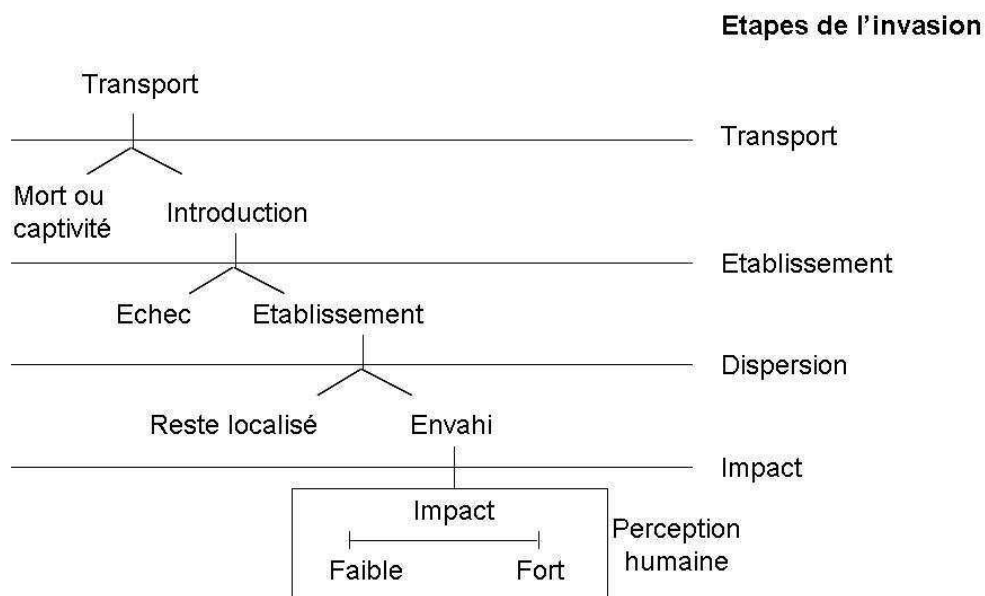 Etapes de l'invasion
Transport
Transport
Mort ou
captivité
Introduction
Etablissement
Echec
Etablissement
Dispersion
Reste localisé
Envahi
Impact
Impact
Faible
Fort
Perception
humaine